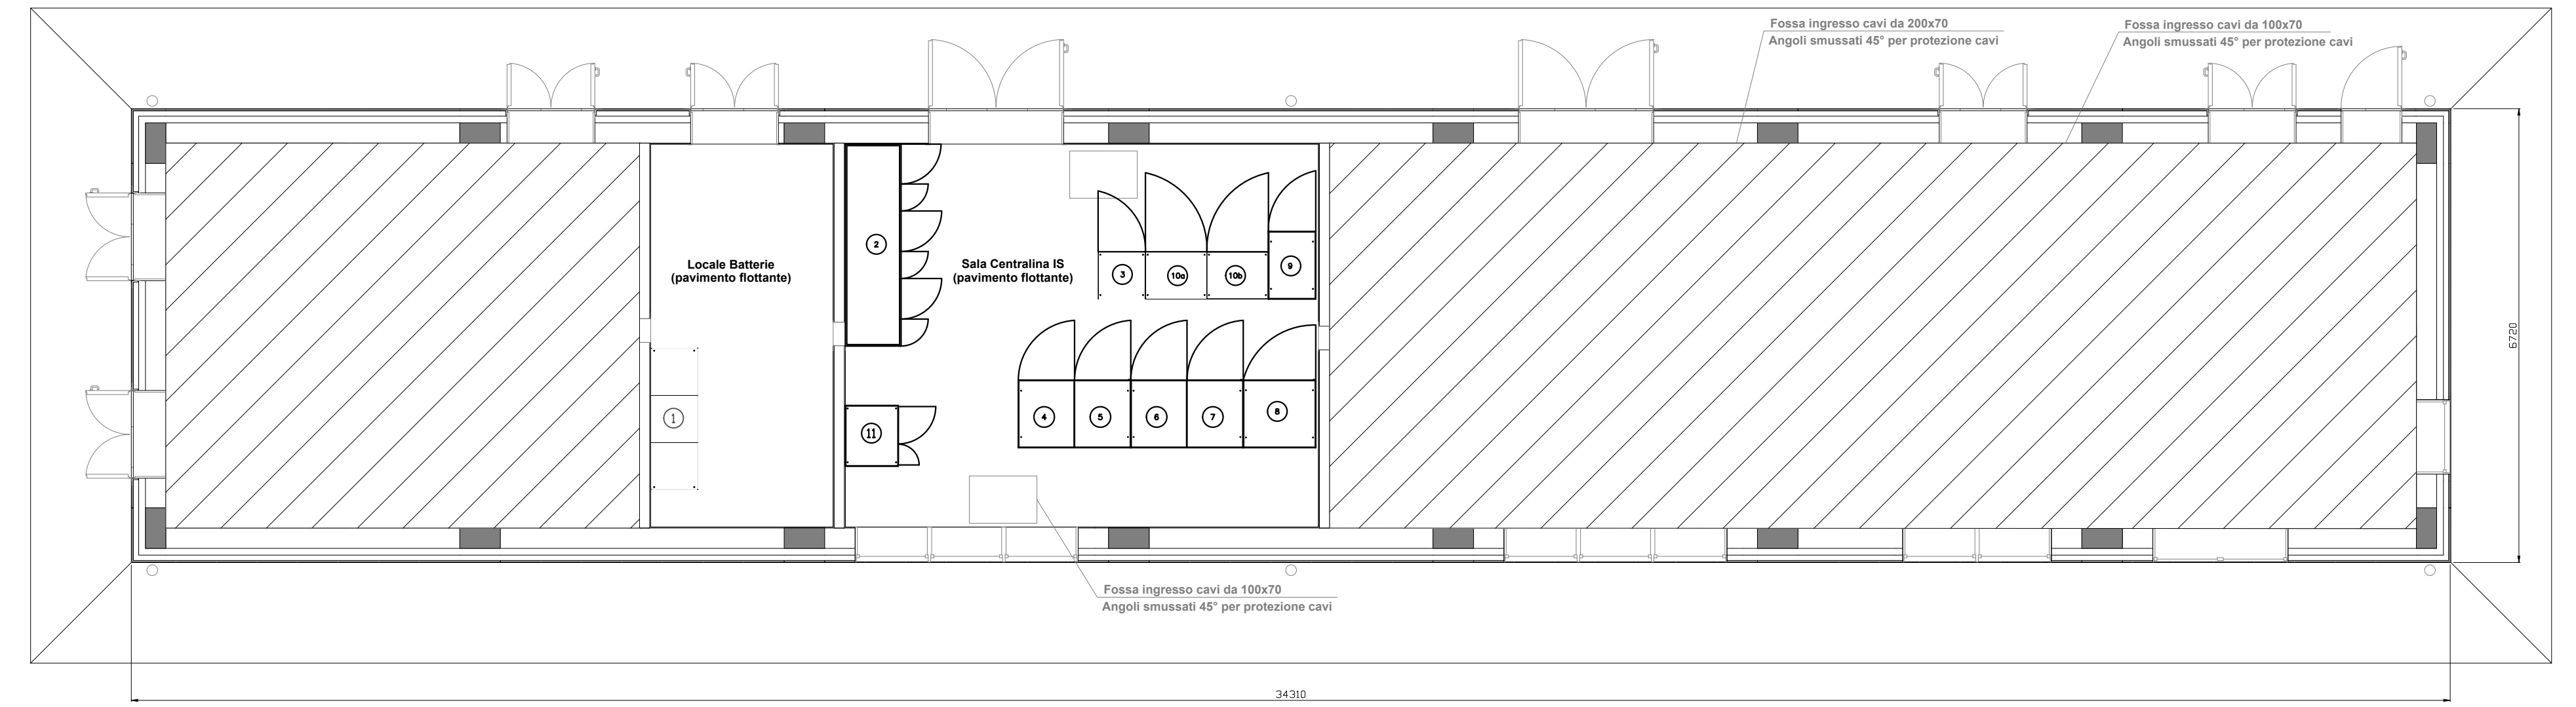 Fossa ingresso cavi da 200x70
Angoli smussati 45° per protezione cavi
Fossa ingresso cavi da 100x70
Angoli smussati 45° per protezione cavi
Locale Batterie
(pavimento flottante)
Sala Centralina IS
(pavimento flottante)
2
3
10a
10b
9
1
11
4
5
6
7
8
6720
Fossa ingresso cavi da 100x70
Angoli smussati 45° per protezione cavi
34310